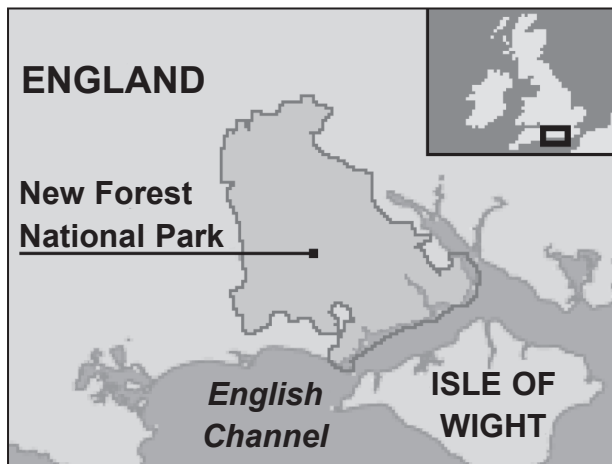 ENGLAND
New Forest
National Park
English
Channel
ISLE OF
WIGHT